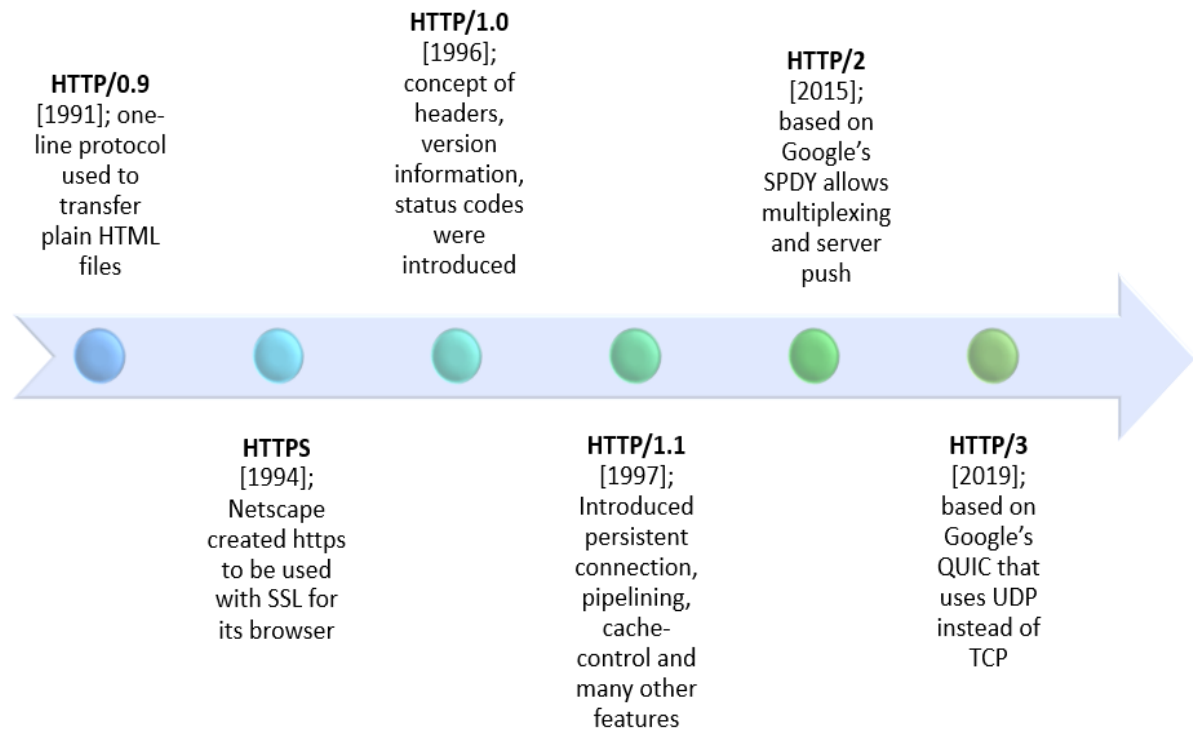 HTTP/0.9
[1991]; one-
line protocol
used to
transfer
plain HTML
files
HTTPS
[1994];
Netscape
created https
to be used
with SSL for
its browser
HTTP/1.0
[1996];
concept of
headers,
version
information,
status codes
were
introduced
HTTP/1.1
[1997];
Introduced
persistent
connection,
pipelining,
cache-
control and
many other
features
HTTP/2
[2015];
based on
Google’s
SPDY allows
multiplexing
and server
push
HTTP/3
[2019];
based on
Google’s
QUIC that
uses UDP
instead of
TCP